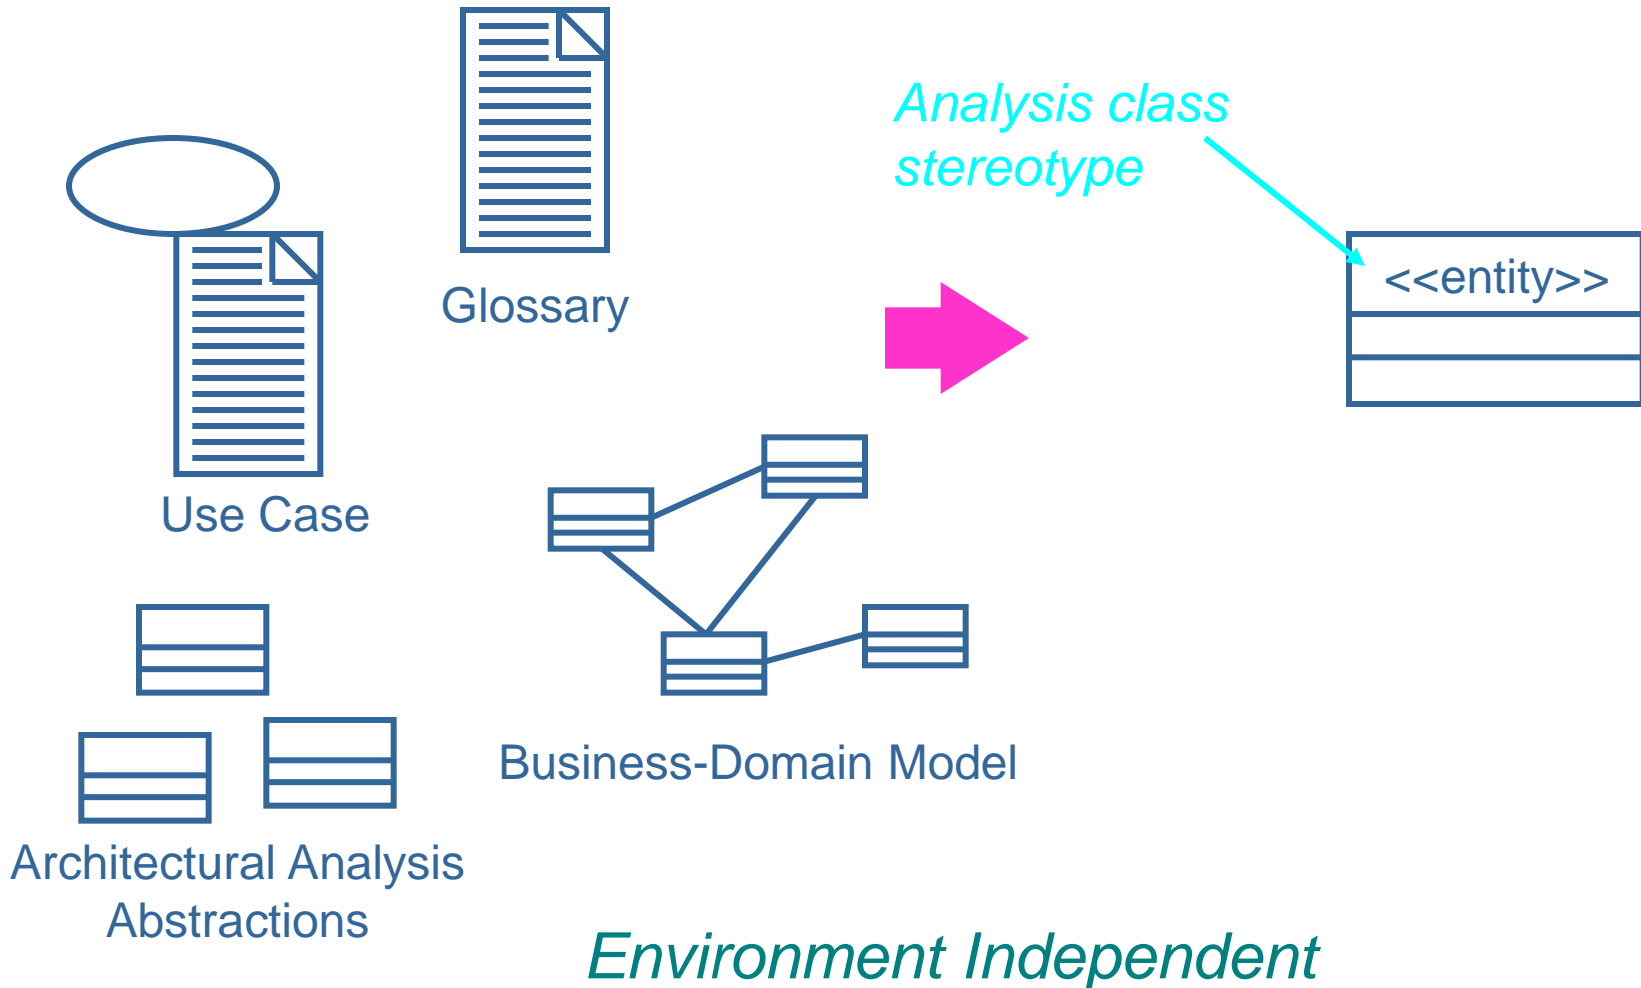 Analysis class
stereotype
<<entity>>
Glossary
Use Case
Business-Domain Model
Architectural Analysis
Abstractions
Environment Independent